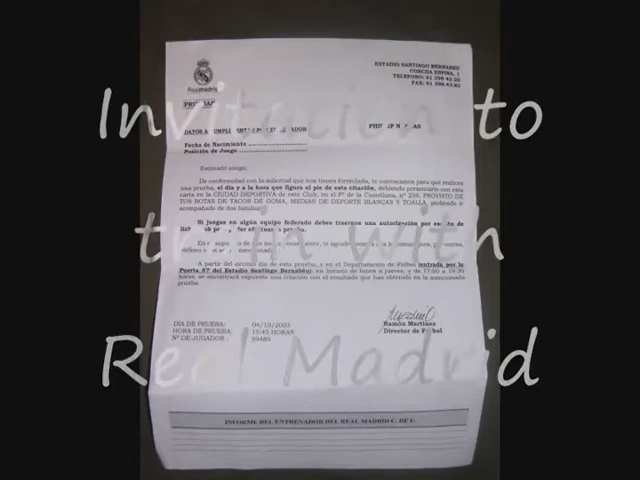 Invitation to
train with
Real Madrid
Realmadrid
ESTADIO SANTIAGO BERNABEU
CONCHA ESPINA, 1
Fecha de Nacimiento
Posición de Juego
Estimado amigo:
De conformidad con la solicitud que nos tienes formulada, te convocamos para que realices
una prueba, el día y a la hora que figura al pie de esta citación, debiendo presentarte con esta
carta en la CIUDAD DEPORTIVA de este Club, en el Pº de la Castellana, nº 259, PROVISTO DE
TUS BOTAS DE TACOS DE GOMA, MEDIAS DE DEPORTE BLANCAS Y TOALLA, pudiendo ir
acompañado de dos familiares.
Si juegas en algún equipo federado debes traernos una autorización por escrito de
A partir del décimo día de esta prueba, y en el Departamento de Fútbol (entrada por la
Puerta 57 del Estadio Santiago Bernabéu), en horario de lunes a jueves, y de 17:00 a 19:30
horas, se encontrará expuesta una relación con el resultado que has obtenido en la mencionada
prueba.
DIA DE PRUEBA: 04/10/2003
HORA DE PRUEBA: 15:45 HORAS
Nº DE JUGADOR:
Ramón Martínez
Director de Fútbol
INFORME DEL ENTRENADOR DEL REAL MADRID C. DE F.